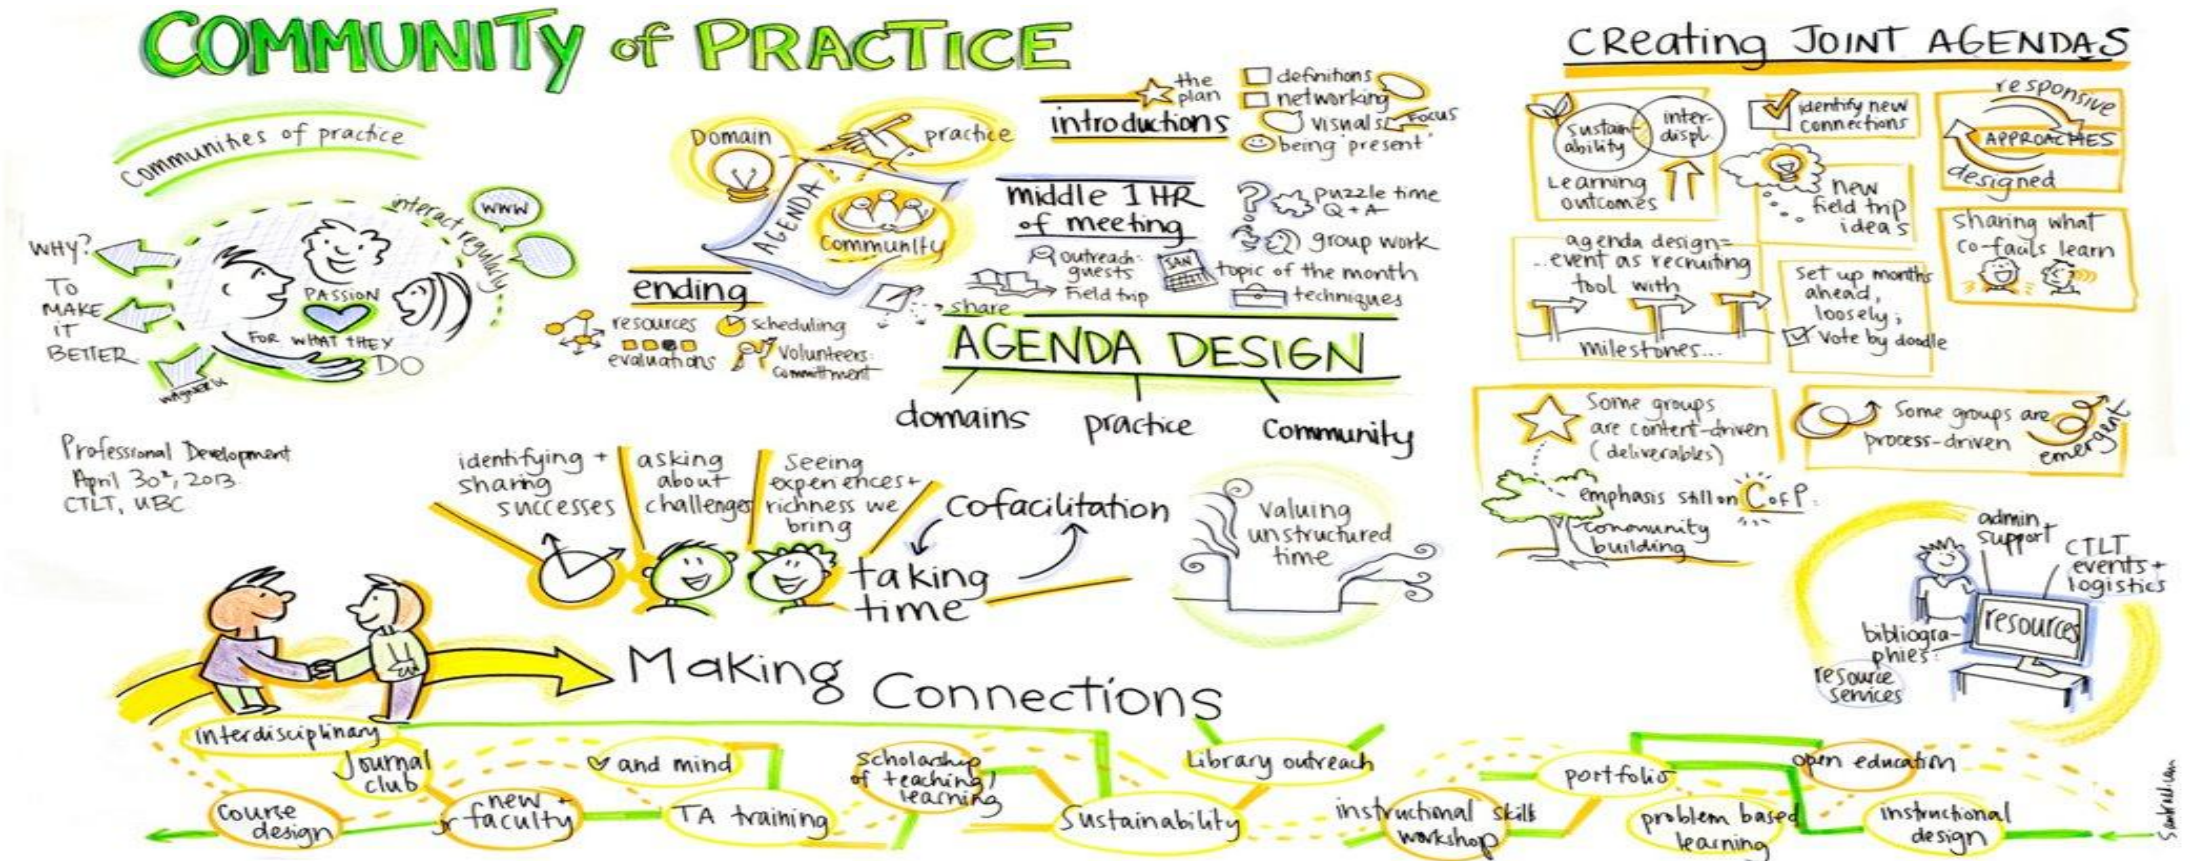 COMMUNITY of PRACTICE
Communities of practice
interact regularly
www
WHY?
TO
MAKE
IT
BETTER
PASSION
FOR WHAT THEY
DO
Professional Development
CTLT, UBC
Domain
practice
AGENDA
Community
introductions
the
plan
definitions
networking
visuals
Focus
being present
middle 1 HR
of meeting
puzzle time
Q + A
group work
outreach:
guests
Field trip
JAN
topic of the month
techniques
ending
resources
evaluations
scheduling
volunteers:
committment
share
AGENDA DESIGN
domains
practice
Community
identifying +
sharing
successes
asking
about
challenges
seeing
experiences +
richness we
bring
Cofacilitation
taking
time
valuing
unstructured
time
Making Connections
interdisciplinary
Journal
club
Course
design
new +
jr faculty
and mind
TA training
Scholarship
of teaching/
learning
Sustainability
Library outreach
instructional skills
workshop
portfolio
problem based
learning
open education
instructional
design
Creating JOINT AGENDAS
sustain-
ability
inter-
displ.
Learning
outcomes
identify new
connections
responsive
APPROACHES
designed
new
field trip
ideas
sharing what
co-facils learn
agenda design=
...event as recruiting
tool with
milestones...
set up months
ahead,
loosely;
vote by doodle
Some groups
are content-driven
(deliverables)
Some groups are
process-driven
emergent
emphasis still on CofP.
community
building
admin +
support
CTLT
events +
logistics
resources
bibliogra-
phies:
resource
services